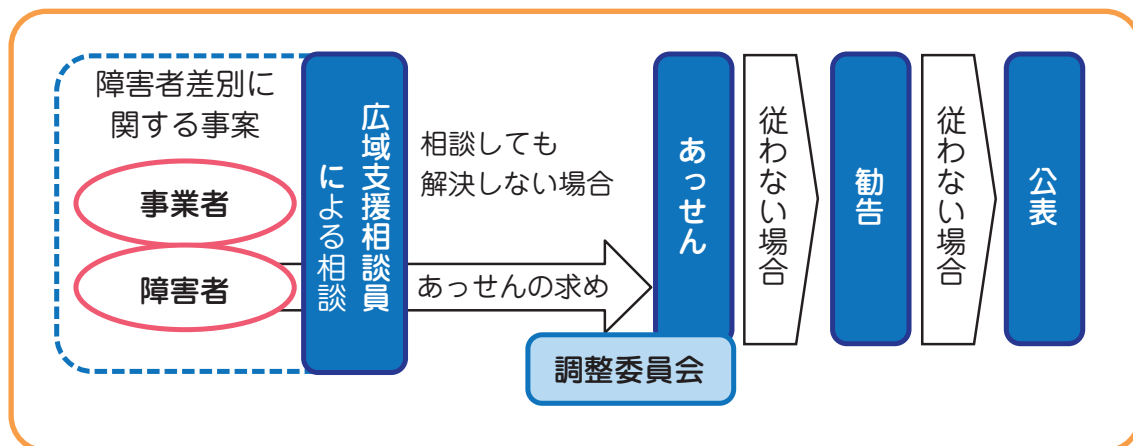 障害者差別に
関する事案
事業者
障害者
広域支援相談員
による相談
相談しても
解決しない場合
あっせんの求め
あっせん
調整委員会
従わない場合
勧告
従わない場合
公表